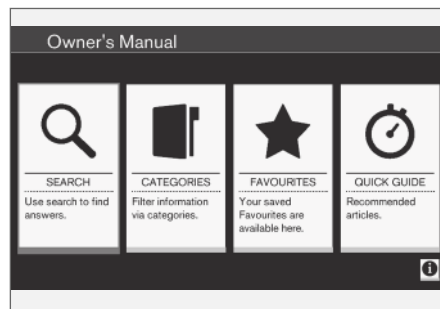 Owner's Manual
SEARCH
Use search to find
answers.
CATEGORIES
Filter information
via categories.
FAVOURITES
Your saved
Favourites are
available here.
QUICK GUIDE
Recommended
articles.
i